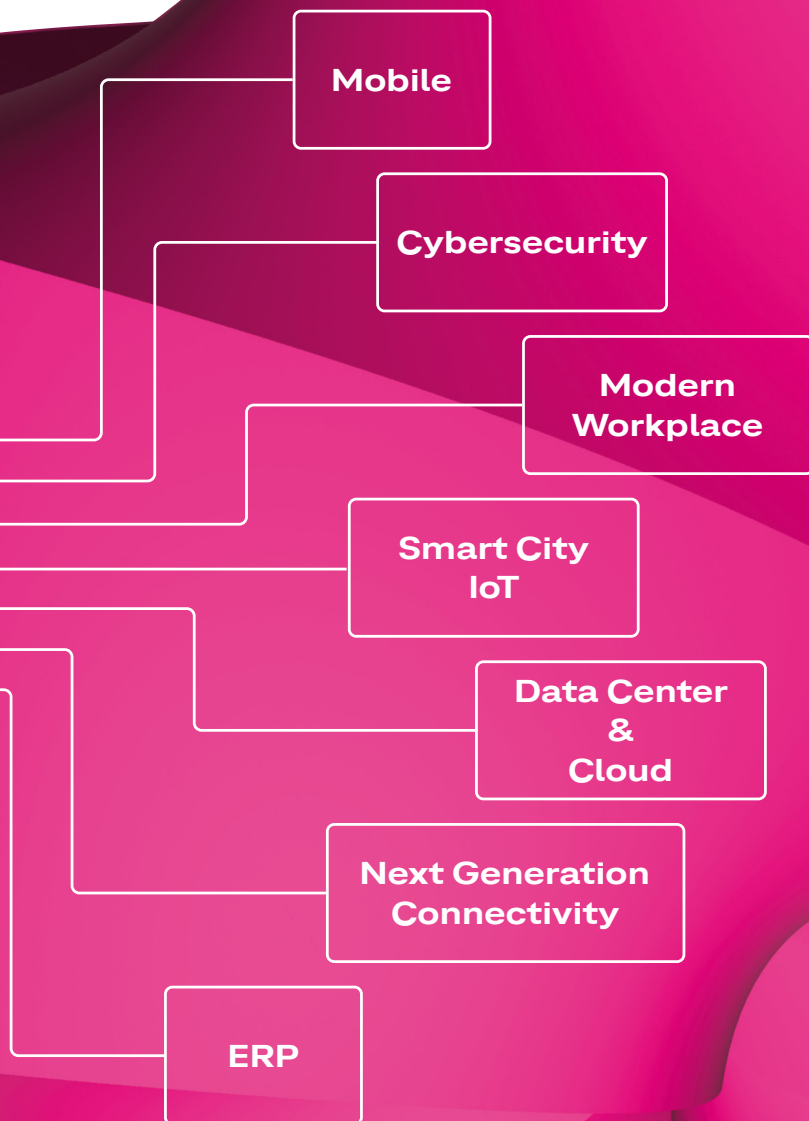 Mobile
Cybersecurity
Modern
Workplace
Smart City
IoT
Data Center
&
Cloud
Next Generation
Connectivity
ERP